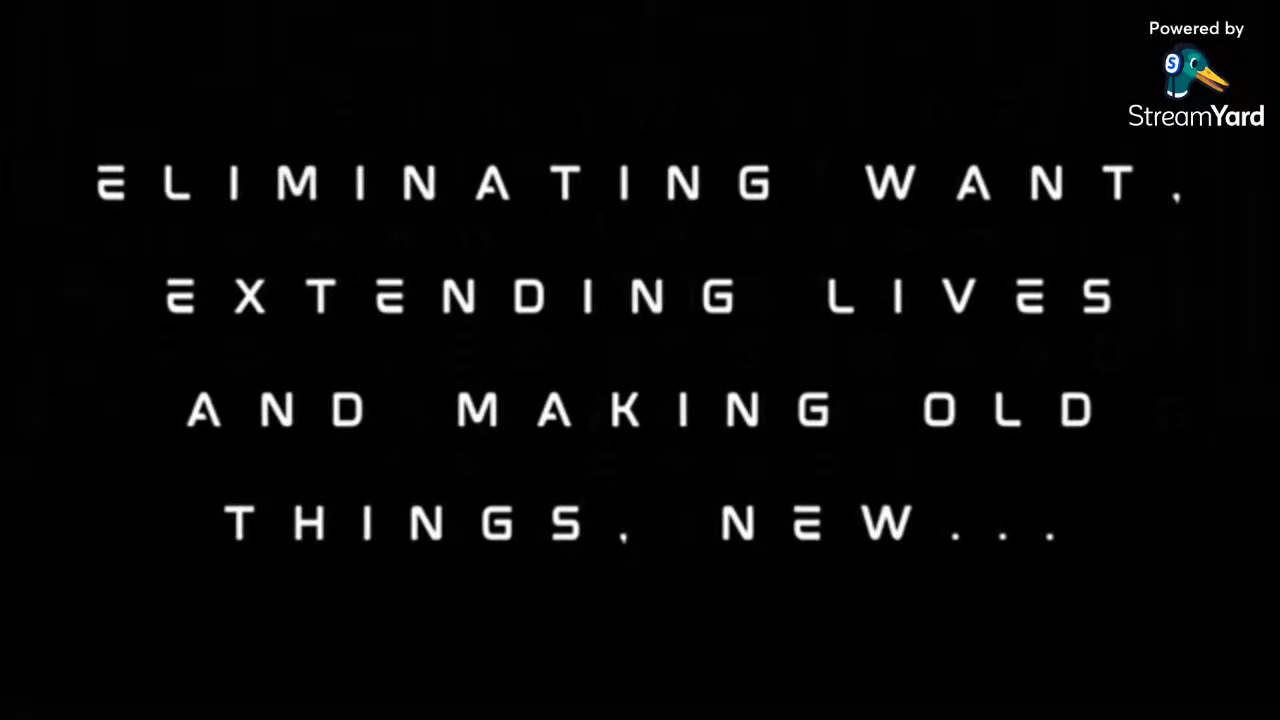 Powered by
S
StreamYard
ELIMINATING WANT,
EXTENDING LIVES
AND MAKING OLD
THINGS, NEW...